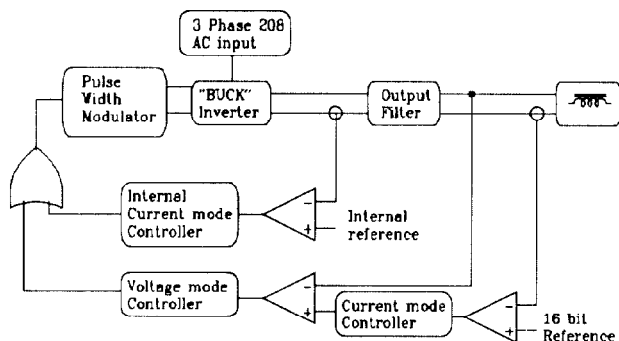 3 Phase 208
AC input
Pulse
Width
Modulator
"BUCK"
Inverter
Output
Filter
Internal
Current mode
Controller
−
+
Internal
reference
Voltage mode
Controller
−
+
Current mode
Controller
−
+
16 bit
Reference